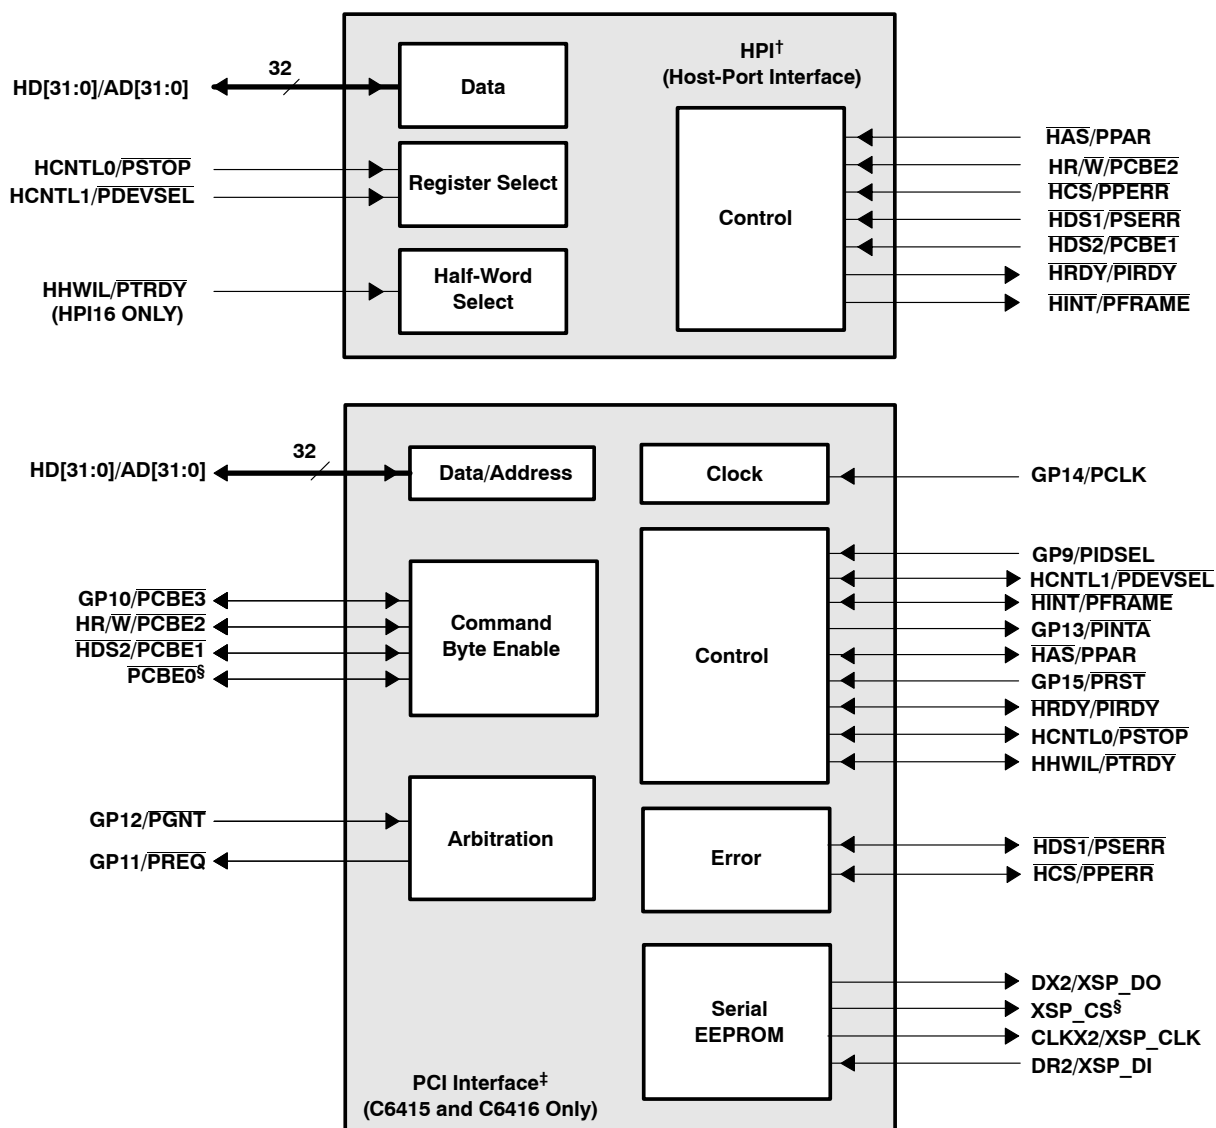 HPI†
(Host-Port Interface)
32
HD[31:0]/AD[31:0]
Data
HCNTL0/PSTOP
HCNTL1/PDEVSEL
Register Select
HHWIL/PTRDY
(HPI16 ONLY)
Half-Word
Select
Control
HAS/PPAR
HR/W/PCBE2
HCS/PPERR
HDS1/PSERR
HDS2/PCBE1
HRDY/PIRDY
HINT/PFRAME
32
HD[31:0]/AD[31:0]
Data/Address
Clock
GP14/PCLK
GP10/PCBE3
HR/W/PCBE2
HDS2/PCBE1
PCBE0§
Command
Byte Enable
Control
GP9/PIDSEL
HCNTL1/PDEVSEL
HINT/PFRAME
GP13/PINTA
HAS/PPAR
GP15/PRST
HRDY/PIRDY
HCNTL0/PSTOP
HHWIL/PTRDY
GP12/PGNT
GP11/PREQ
Arbitration
Error
HDS1/PSERR
HCS/PPERR
Serial
EEPROM
DX2/XSP_DO
XSP_CS§
CLKX2/XSP_CLK
DR2/XSP_DI
PCI Interface‡
(C6415 and C6416 Only)